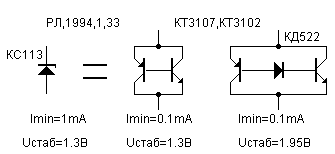 РЛ,1994,1,33
КТ3107,КТ3102
КС113
КД522
Imin=1mA
Imin=0.1mA
Imin=0.1mA
Uстаб=1.3В
Uстаб=1.3В
Uстаб=1.95В